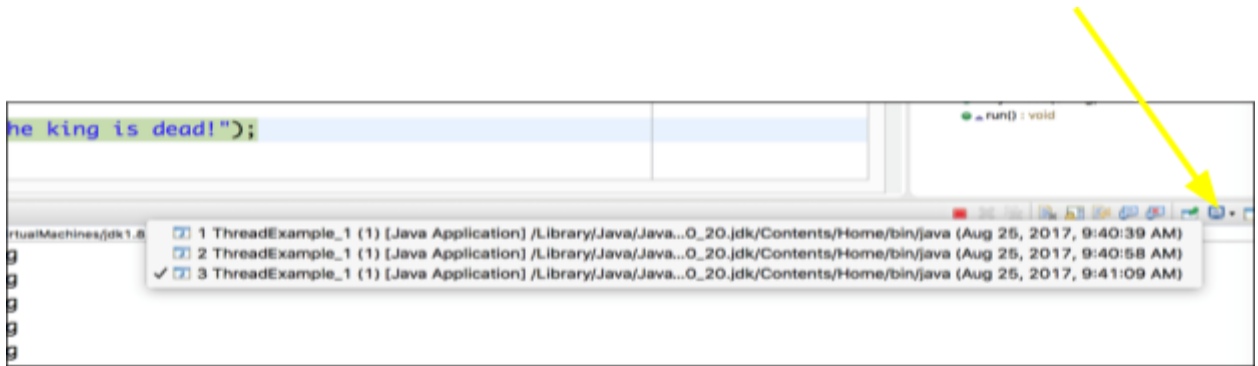 he king is dead!");
run() : void
rtualMachines/jdk1.8
1 ThreadExample_1 (1) [Java Application] /Library/Java/Java...0_20.jdk/Contents/Home/bin/java (Aug 25, 2017, 9:40:39 AM)
2 ThreadExample_1 (1) [Java Application] /Library/Java/Java...0_20.jdk/Contents/Home/bin/java (Aug 25, 2017, 9:40:58 AM)
3 ThreadExample_1 (1) [Java Application] /Library/Java/Java...0_20.jdk/Contents/Home/bin/java (Aug 25, 2017, 9:41:09 AM)
g
g
g
g
g